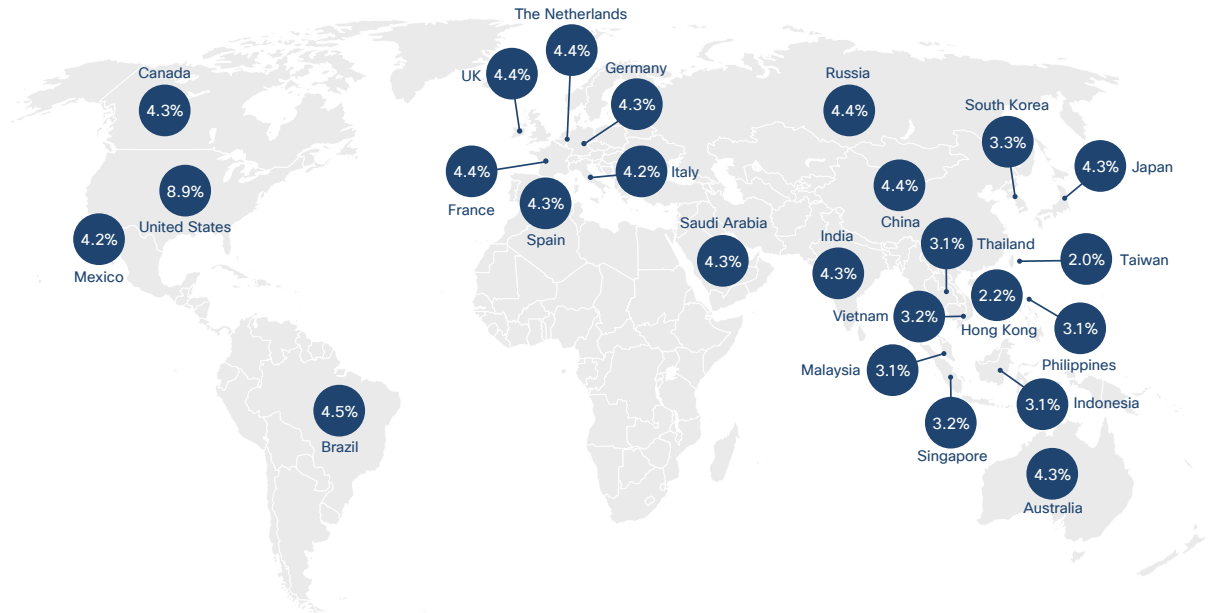 The Netherlands
4.4%
UK
4.4%
Germany
4.3%
Canada
4.3%
Russia
4.4%
South Korea
3.3%
4.3%
Japan
4.4%
France
4.2%
Italy
8.9%
United States
4.3%
Spain
4.4%
China
4.2%
Mexico
Saudi Arabia
4.3%
India
4.3%
3.1%
Thailand
2.0%
Taiwan
2.2%
Hong Kong
Vietnam
3.2%
3.1%
Philippines
Malaysia
3.1%
3.1%
Indonesia
3.2%
Singapore
4.5%
Brazil
4.3%
Australia